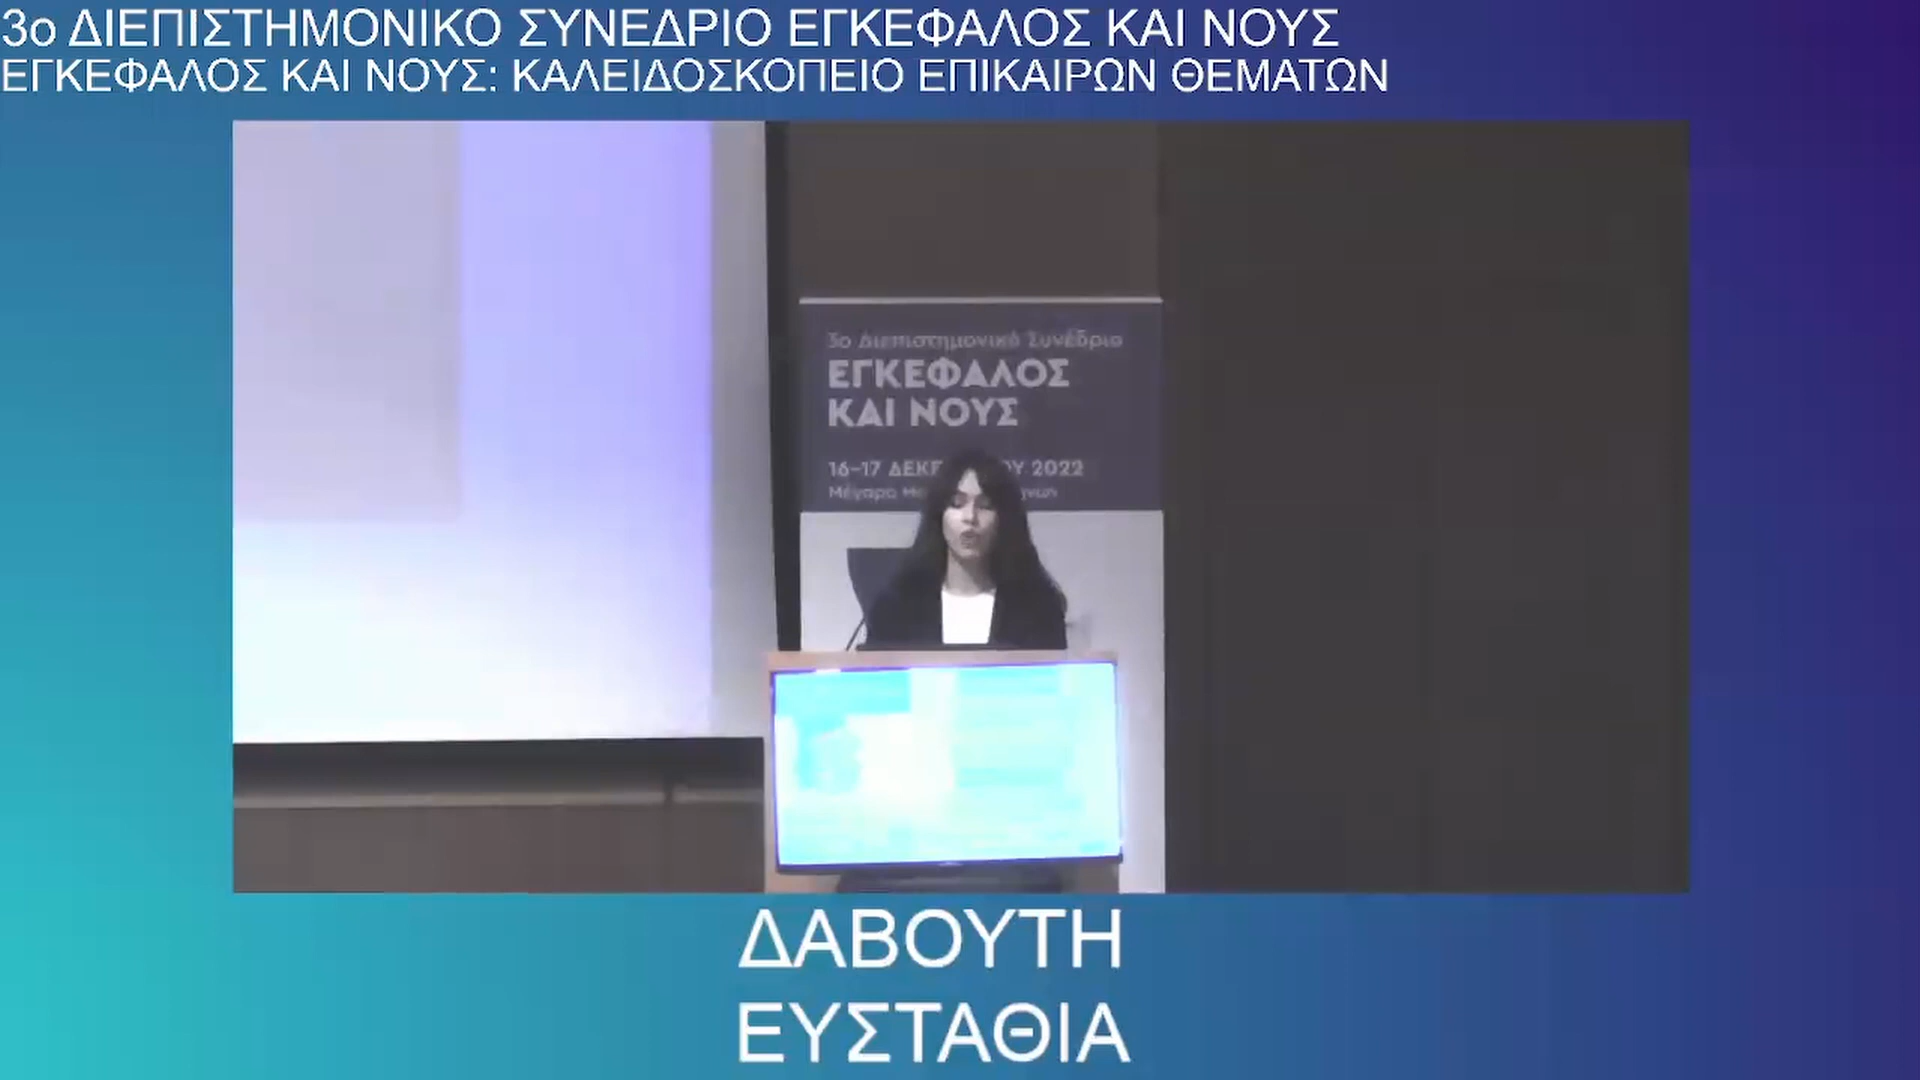 3ο ΔΙΕΠΙΣΤΗΜΟΝΙΚΟ ΣΥΝΕΔΡΙΟ ΕΓΚΕΦΑΛΟΣ ΚΑΙ ΝΟΥΣ
ΕΓΚΕΦΑΛΟΣ ΚΑΙ ΝΟΥΣ: ΚΑΛΕΙΔΟΣΚΟΠΕΙΟ ΕΠΙΚΑΙΡΩΝ ΘΕΜΑΤΩΝ
3ο Διεπιστημονικό Συνέδριο
ΕΓΚΕΦΑΛΟΣ
ΚΑΙ ΝΟΥΣ
16-17 2022
Μέγαρο
ΔΑΒΟΥΤΗ
ΕΥΣΤΑΘΙΑ